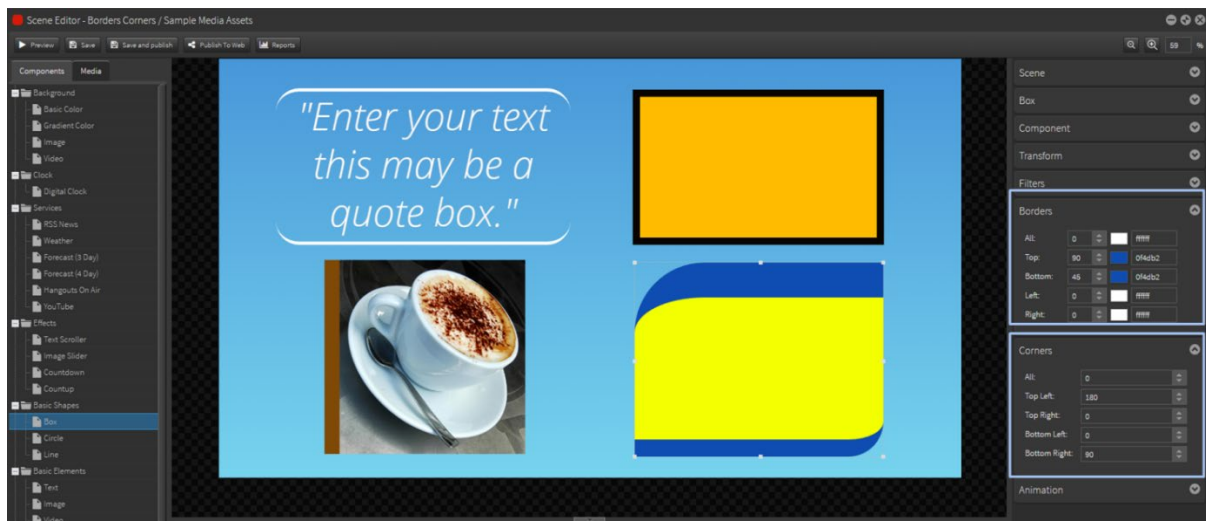 Scene Editor - Borders Corners / Sample Media Assets
Preview Save Save and publish Publish To Web Reports 59 %
Components Media
Background
Basic Color
Gradient Color
Image
Video
Clock
Digital Clock
Services
RSS News
Weather
Forecast (3 Day)
Forecast (4 Day)
Hangouts On Air
YouTube
Effects
Text Scroller
Image Slider
Countdown
Countup
Basic Shapes
Box
Circle
Line
Basic Elements
Text
Image
Video
"Enter your text
this may be a
quote box."
Scene
Box
Component
Transform
Filters
Borders
All: 0 ffffff
Top: 90 0f4db2
Bottom: 45 0f4db2
Left: 0 ffffff
Right: 0 ffffff
Corners
All: 0
Top Left: 180
Top Right: 0
Bottom Left: 0
Bottom Right: 90
Animation